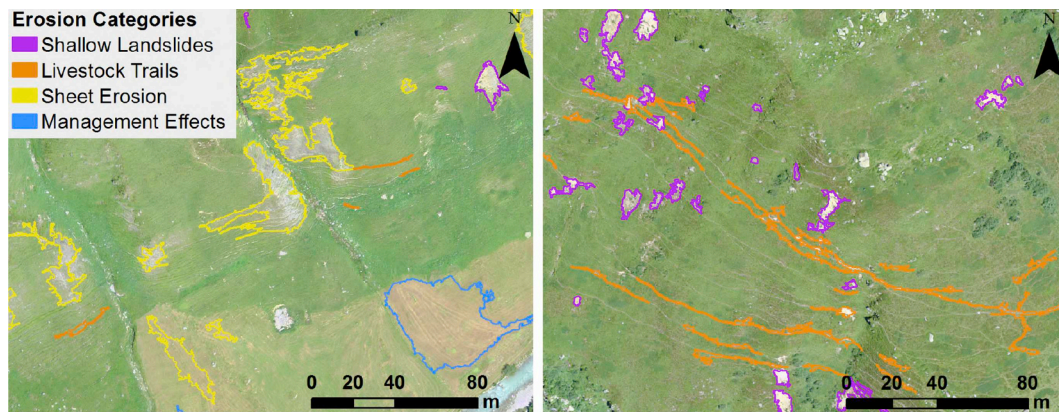 Erosion Categories
Shallow Landslides
Livestock Trails
Sheet Erosion
Management Effects
N
0 20 40 80
m
N
0 20 40 80
m